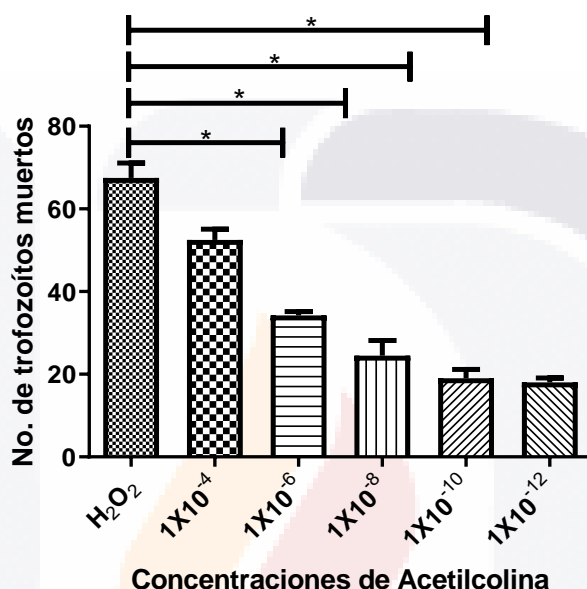 *
*
*
*
No. de trofozoítos muertos
80
60
40
20
0
H₂O₂
1X10⁻⁴
1X10⁻⁶
1X10⁻⁸
1X10⁻¹⁰
1X10⁻¹²
Concentraciones de Acetilcolina